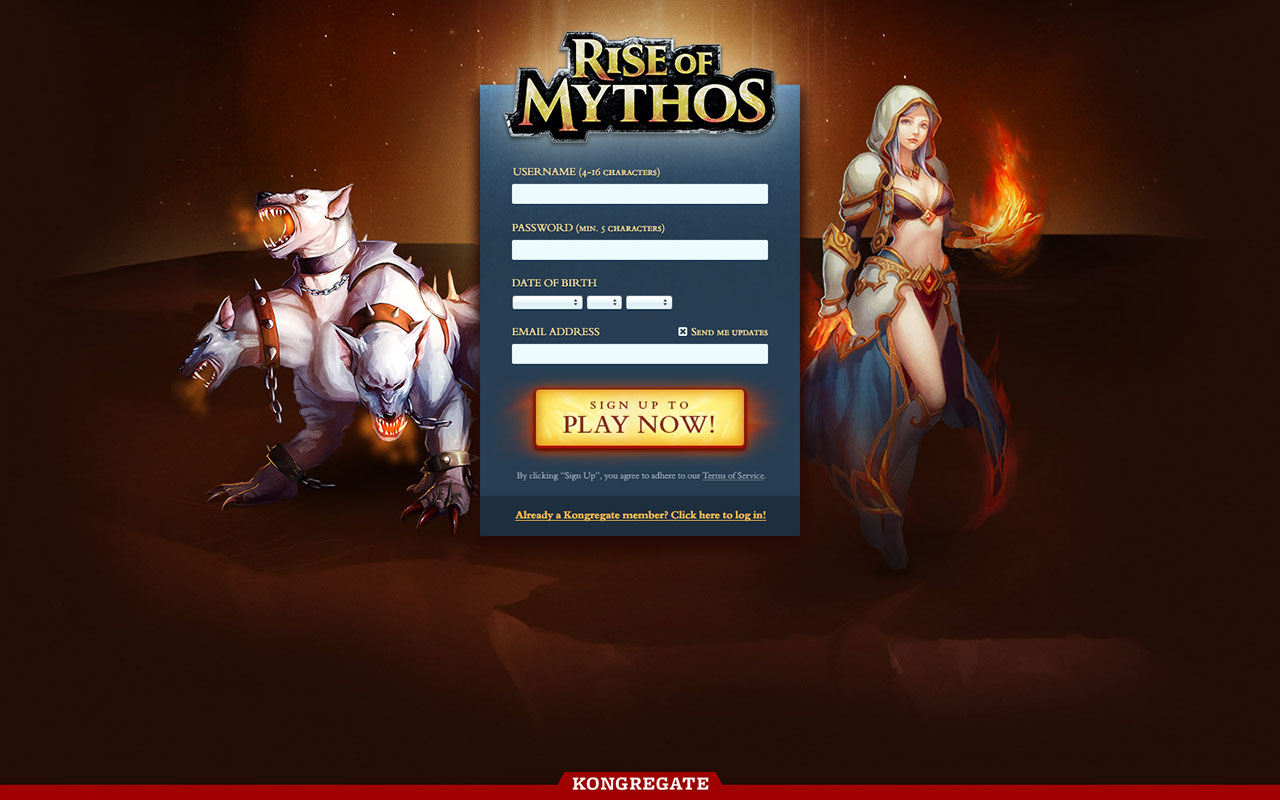 RISE OF
MYTHOS
USERNAME (4-16 CHARACTERS)
PASSWORD (MIN. 5 CHARACTERS)
DATE OF BIRTH
EMAIL ADDRESS SEND ME UPDATES
SIGN UP TO
PLAY NOW!
By clicking “Sign Up”, you agree to adhere to our Terms of Service.
Already a Kongregate member? Click here to log in!
KONGREGATE